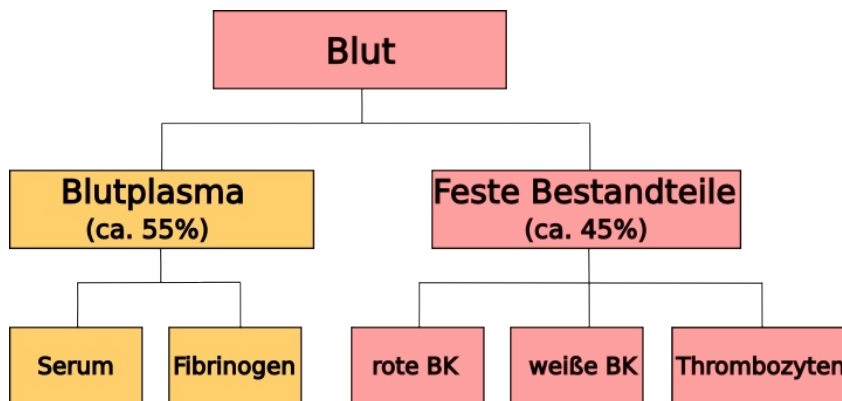 Blut
Blutplasma
(ca. 55%)
Feste Bestandteile
(ca. 45%)
Serum
Fibrinogen
rote BK
weiße BK
Thrombozyten